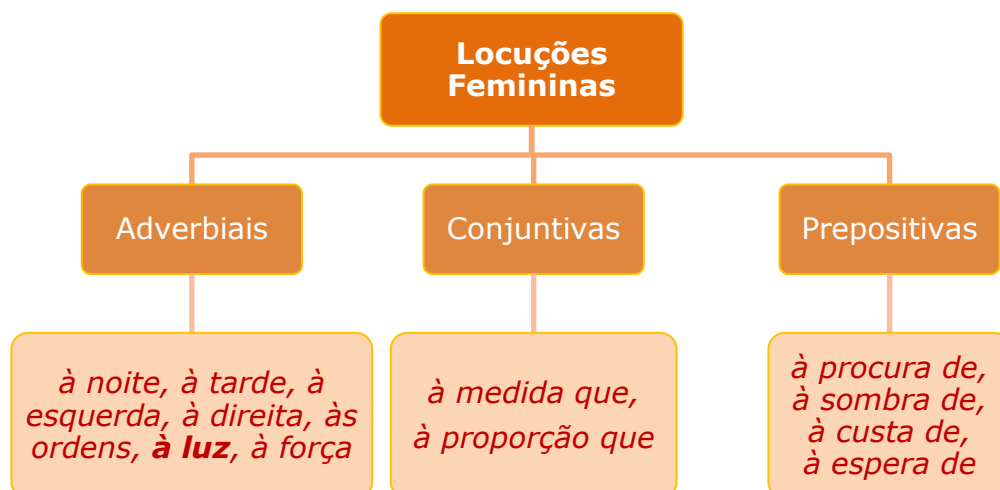 Locuções
Femininas
Adverbiais
Conjuntivas
Prepositivas
à noite, à tarde, à
esquerda, à direita, às
ordens, à luz, à força
à medida que,
à proporção que
à procura de,
à sombra de,
à custa de,
à espera de